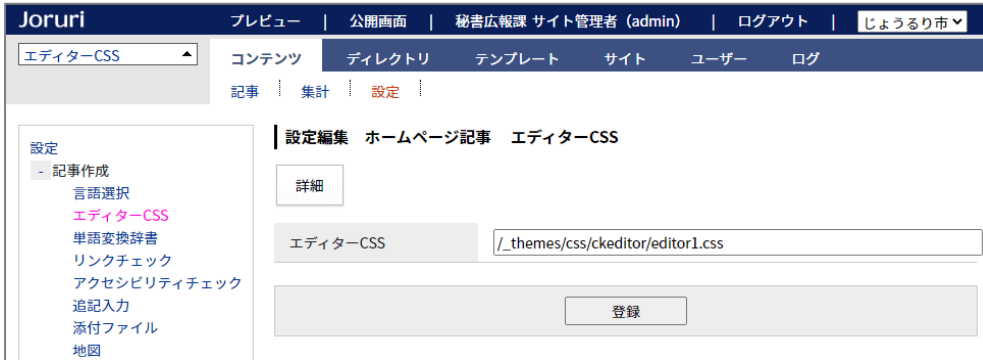 Joruri プレビュー | 公開画面 | 秘書広報課 サイト管理者（admin） | ログアウト | じょうるり市
エディターCSS コンテンツ ディレクトリ テンプレート サイト ユーザー ログ
記事 集計 設定
設定編集 ホームページ記事 エディターCSS
詳細
エディターCSS /_themes/css/ckeditor/editor1.css
登録
設定
- 記事作成
言語選択
エディターCSS
単語変換辞書
リンクチェック
アクセシビリティチェック
追記入力
添付ファイル
地図